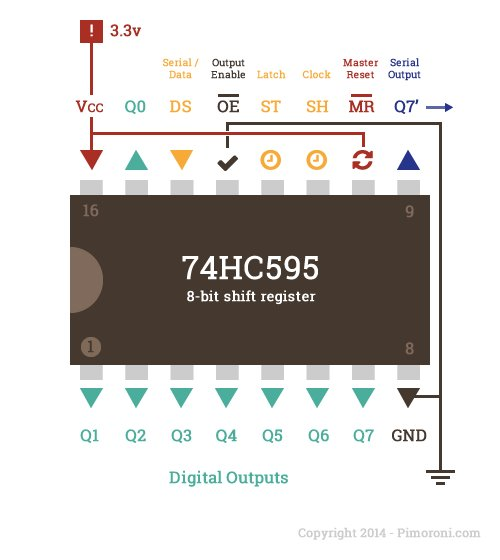 ! 3.3v
Serial / Output Master Serial
Data Enable Latch Clock Reset Output
Vcc Q0 DS OE ST SH MR Q7'
16 9
74HC595
8-bit shift register
1 8
Q1 Q2 Q3 Q4 Q5 Q6 Q7 GND
Digital Outputs
Copyright 2014 - Pimoroni.com